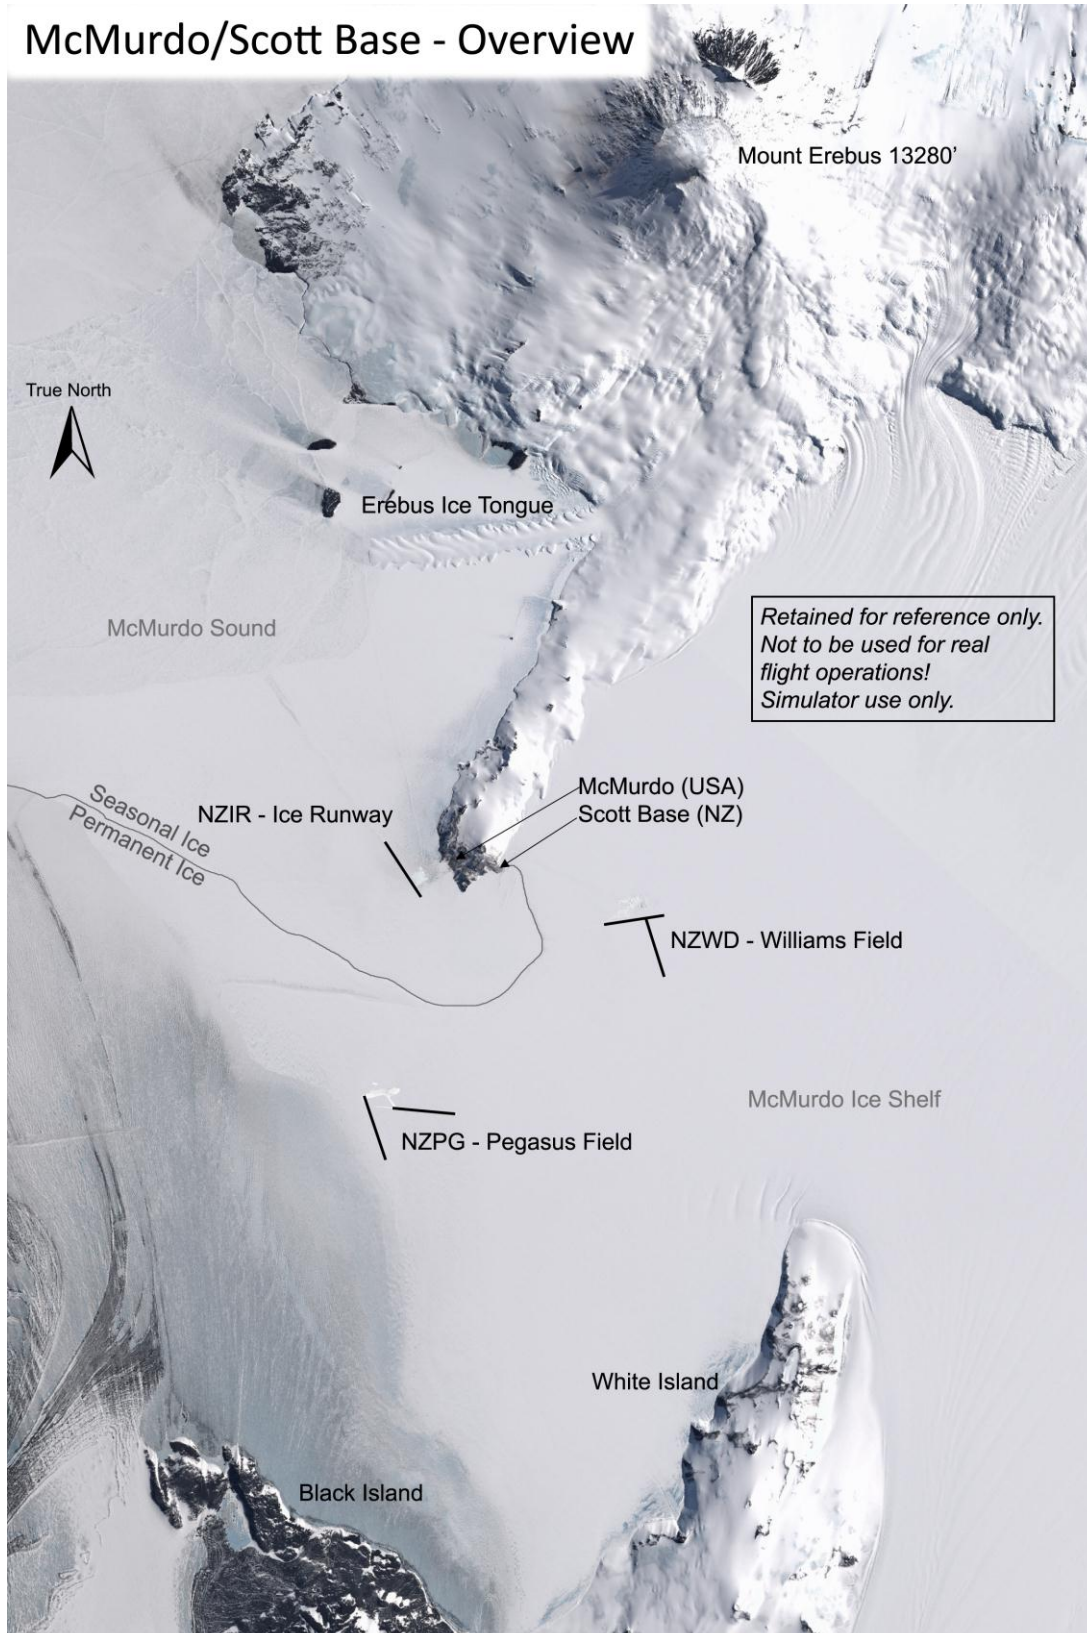 McMurdo/Scott Base - Overview
Mount Erebus 13280'
True North
Erebus Ice Tongue
McMurdo Sound
Retained for reference only.
Not to be used for real
flight operations!
Simulator use only.
McMurdo (USA)
Scott Base (NZ)
NZIR - Ice Runway
Seasonal Ice
Permanent Ice
NZWD - Williams Field
McMurdo Ice Shelf
NZPG - Pegasus Field
White Island
Black Island